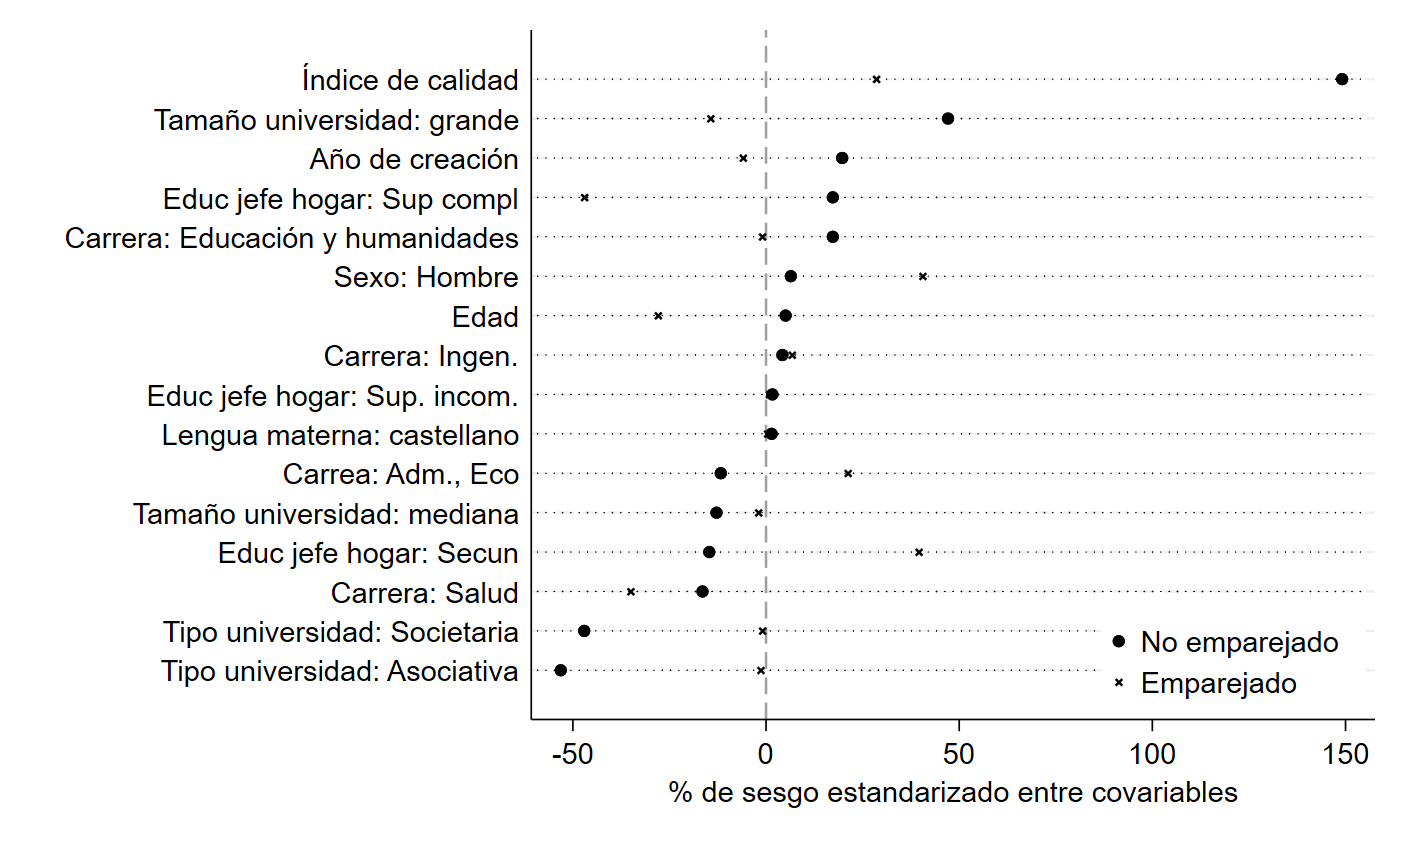 Índice de calidad
Tamaño universidad: grande
Año de creación
Educ jefe hogar: Sup compl
Carrera: Educación y humanidades
Sexo: Hombre
Edad
Carrera: Ingen.
Educ jefe hogar: Sup. incom.
Lengua materna: castellano
Carrea: Adm., Eco
Tamaño universidad: mediana
Educ jefe hogar: Secun
Carrera: Salud
Tipo universidad: Societaria
Tipo universidad: Asociativa
No emparejado
Emparejado
-50 0 50 100 150
% de sesgo estandarizado entre covariables